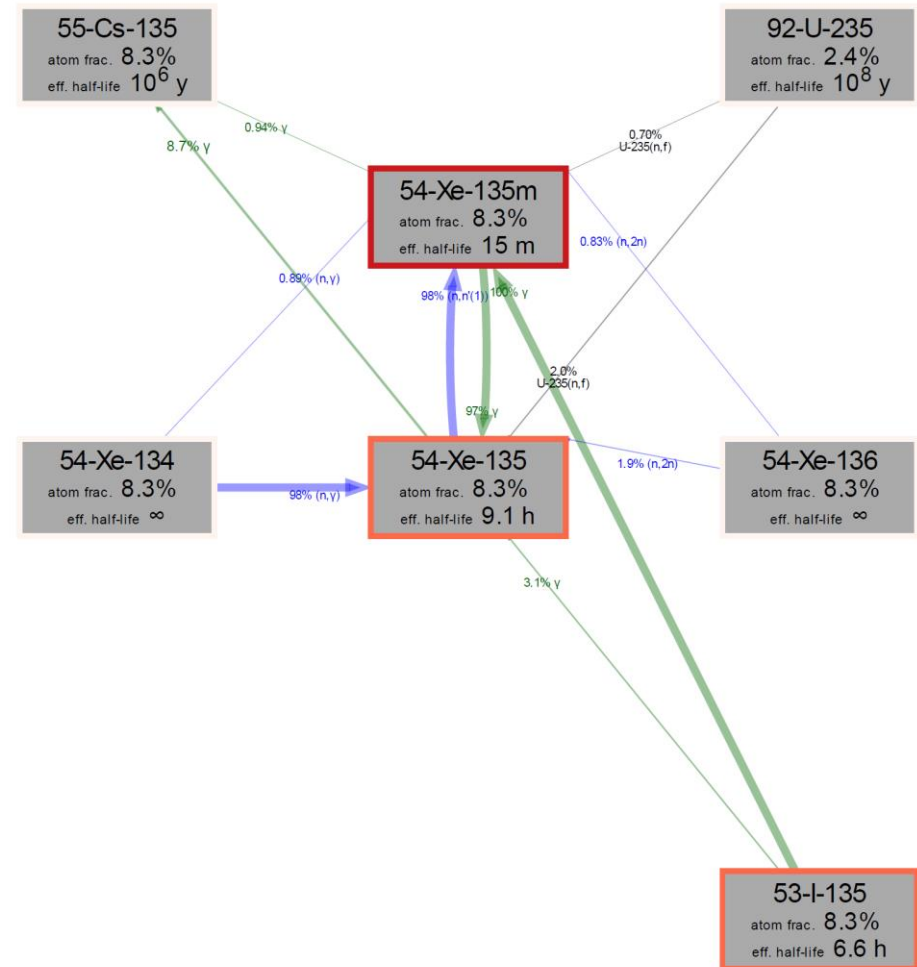 55-Cs-135
atom frac. 8.3%
eff. half-life 10^6 y
92-U-235
atom frac. 2.4%
eff. half-life 10^8 y
0.94% γ
0.70%
U-235(n,f)
8.7% γ
54-Xe-135m
atom frac. 8.3%
eff. half-life 15 m
0.83% (n,2n)
0.89% (n,γ)
98% (n,n'(1))
100% γ
2.0%
U-235(n,f)
97% γ
54-Xe-134
atom frac. 8.3%
eff. half-life ∞
98% (n,γ)
54-Xe-135
atom frac. 8.3%
eff. half-life 9.1 h
1.9% (n,2n)
54-Xe-136
atom frac. 8.3%
eff. half-life ∞
3.1% γ
53-I-135
atom frac. 8.3%
eff. half-life 6.6 h